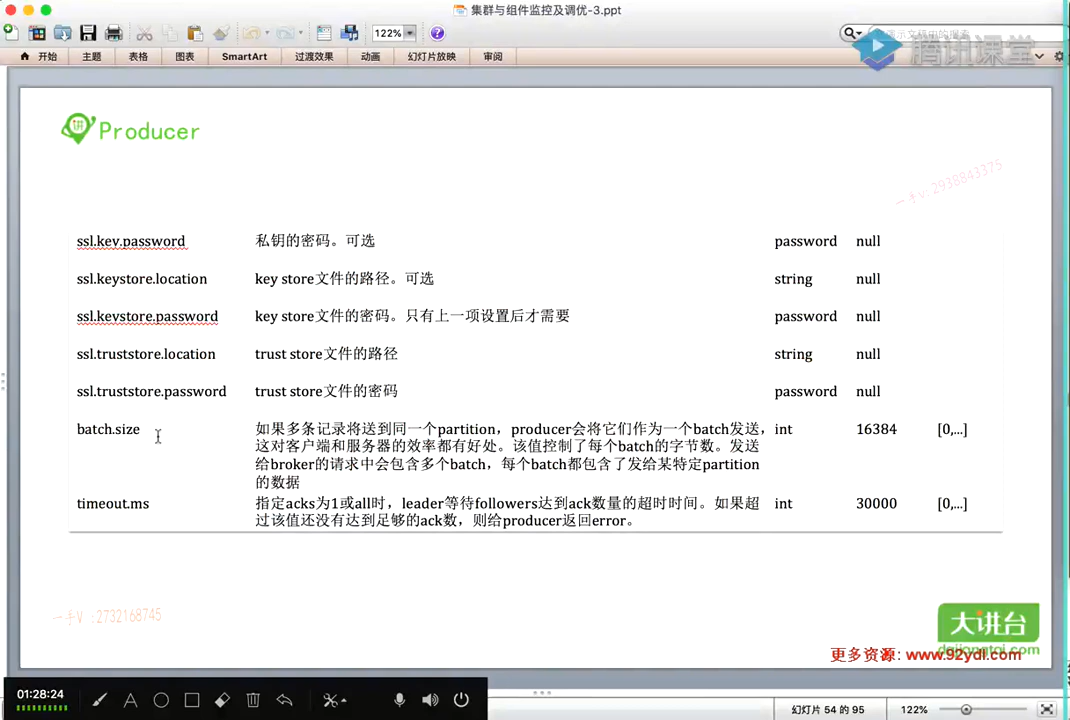 集群与组件监控及调优-3.ppt
122%
腾讯课堂
开始 主题 表格 图表 SmartArt 过渡效果 动画 幻灯片放映 审阅
讲 Producer
一手v:2938843375
ssl.key.password 私钥的密码。可选 password null
ssl.keystore.location key store文件的路径。可选 string null
ssl.keystore.password key store文件的密码。只有上一项设置后才需要 password null
ssl.truststore.location trust store文件的路径 string null
ssl.truststore.password trust store文件的密码 password null
batch.size 如果多条记录将送到同一个partition，producer会将它们作为一个batch发送， int 16384 [0,...]
这对客户端和服务器的效率都有好处。该值控制了每个batch的字节数。发送
给broker的请求中会包含多个batch，每个batch都包含了发给某特定partition
的数据
timeout.ms 指定acks为1或all时，leader等待followers达到ack数量的超时时间。如果超 int 30000 [0,...]
过该值还没有达到足够的ack数，则给producer返回error。
一手V :2732168745
大讲台
dajiangtai.com
更多资源: www.92ydl.com
01:28:24
幻灯片 54 的 95 122%